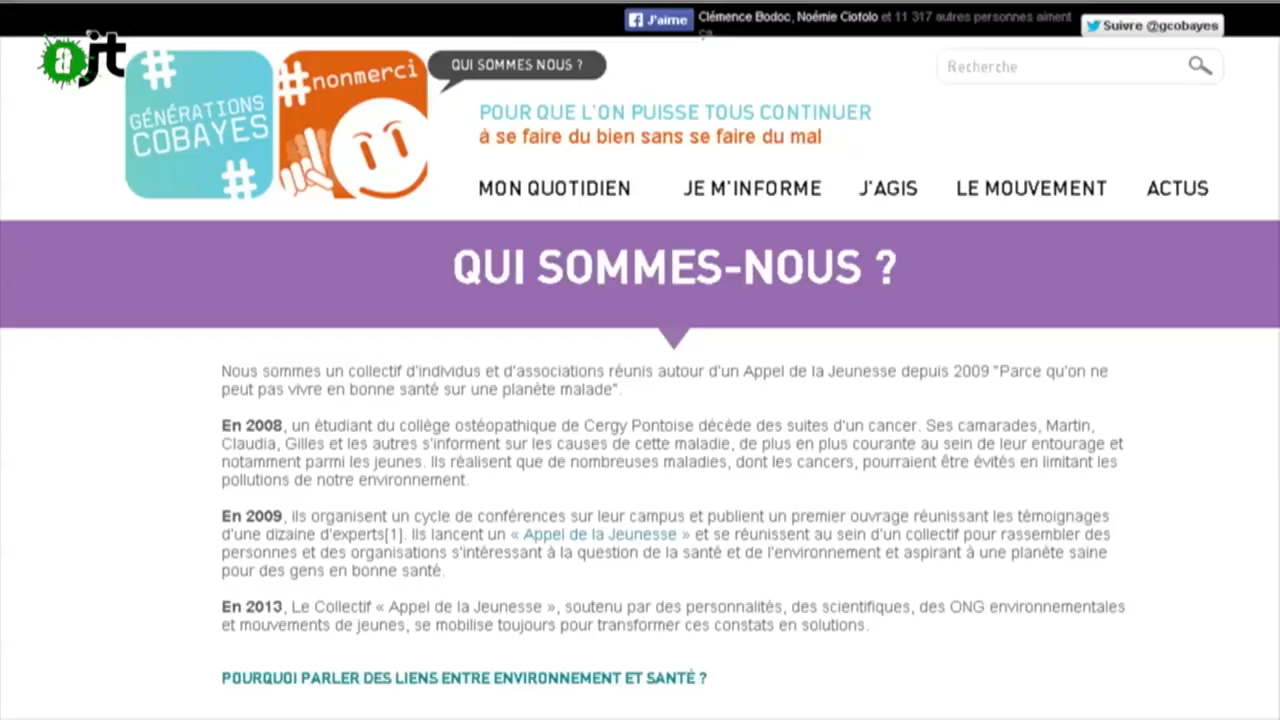 J'aime
Clémence Bodoc, Noémie Ciofolo et 11 317 autres personnes aiment
ça
Suivre @gcobayes
ajt
#
GÉNÉRATIONS
COBAYES
#
#nonmerci
QUI SOMMES NOUS ?
Recherche
POUR QUE L'ON PUISSE TOUS CONTINUER
à se faire du bien sans se faire du mal
MON QUOTIDIEN JE M'INFORME J'AGIS LE MOUVEMENT ACTUS
QUI SOMMES-NOUS ?
Nous sommes un collectif d'individus et d'associations réunis autour d'un Appel de la Jeunesse depuis 2009 "Parce qu'on ne
peut pas vivre en bonne santé sur une planète malade".
En 2008, un étudiant du collège ostéopathique de Cergy Pontoise décède des suites d'un cancer. Ses camarades, Martin,
Claudia, Gilles et les autres s'informent sur les causes de cette maladie, de plus en plus courante au sein de leur entourage et
notamment parmi les jeunes. Ils réalisent que de nombreuses maladies, dont les cancers, pourraient être évités en limitant les
pollutions de notre environnement.
En 2009, ils organisent un cycle de conférences sur leur campus et publient un premier ouvrage réunissant les témoignages
d'une dizaine d'experts[1]. Ils lancent un « Appel de la Jeunesse » et se réunissent au sein d'un collectif pour rassembler des
personnes et des organisations s'intéressant à la question de la santé et de l'environnement et aspirant à une planète saine
pour des gens en bonne santé.
En 2013, Le Collectif « Appel de la Jeunesse », soutenu par des personnalités, des scientifiques, des ONG environnementales
et mouvements de jeunes, se mobilise toujours pour transformer ces constats en solutions.
POURQUOI PARLER DES LIENS ENTRE ENVIRONNEMENT ET SANTÉ ?